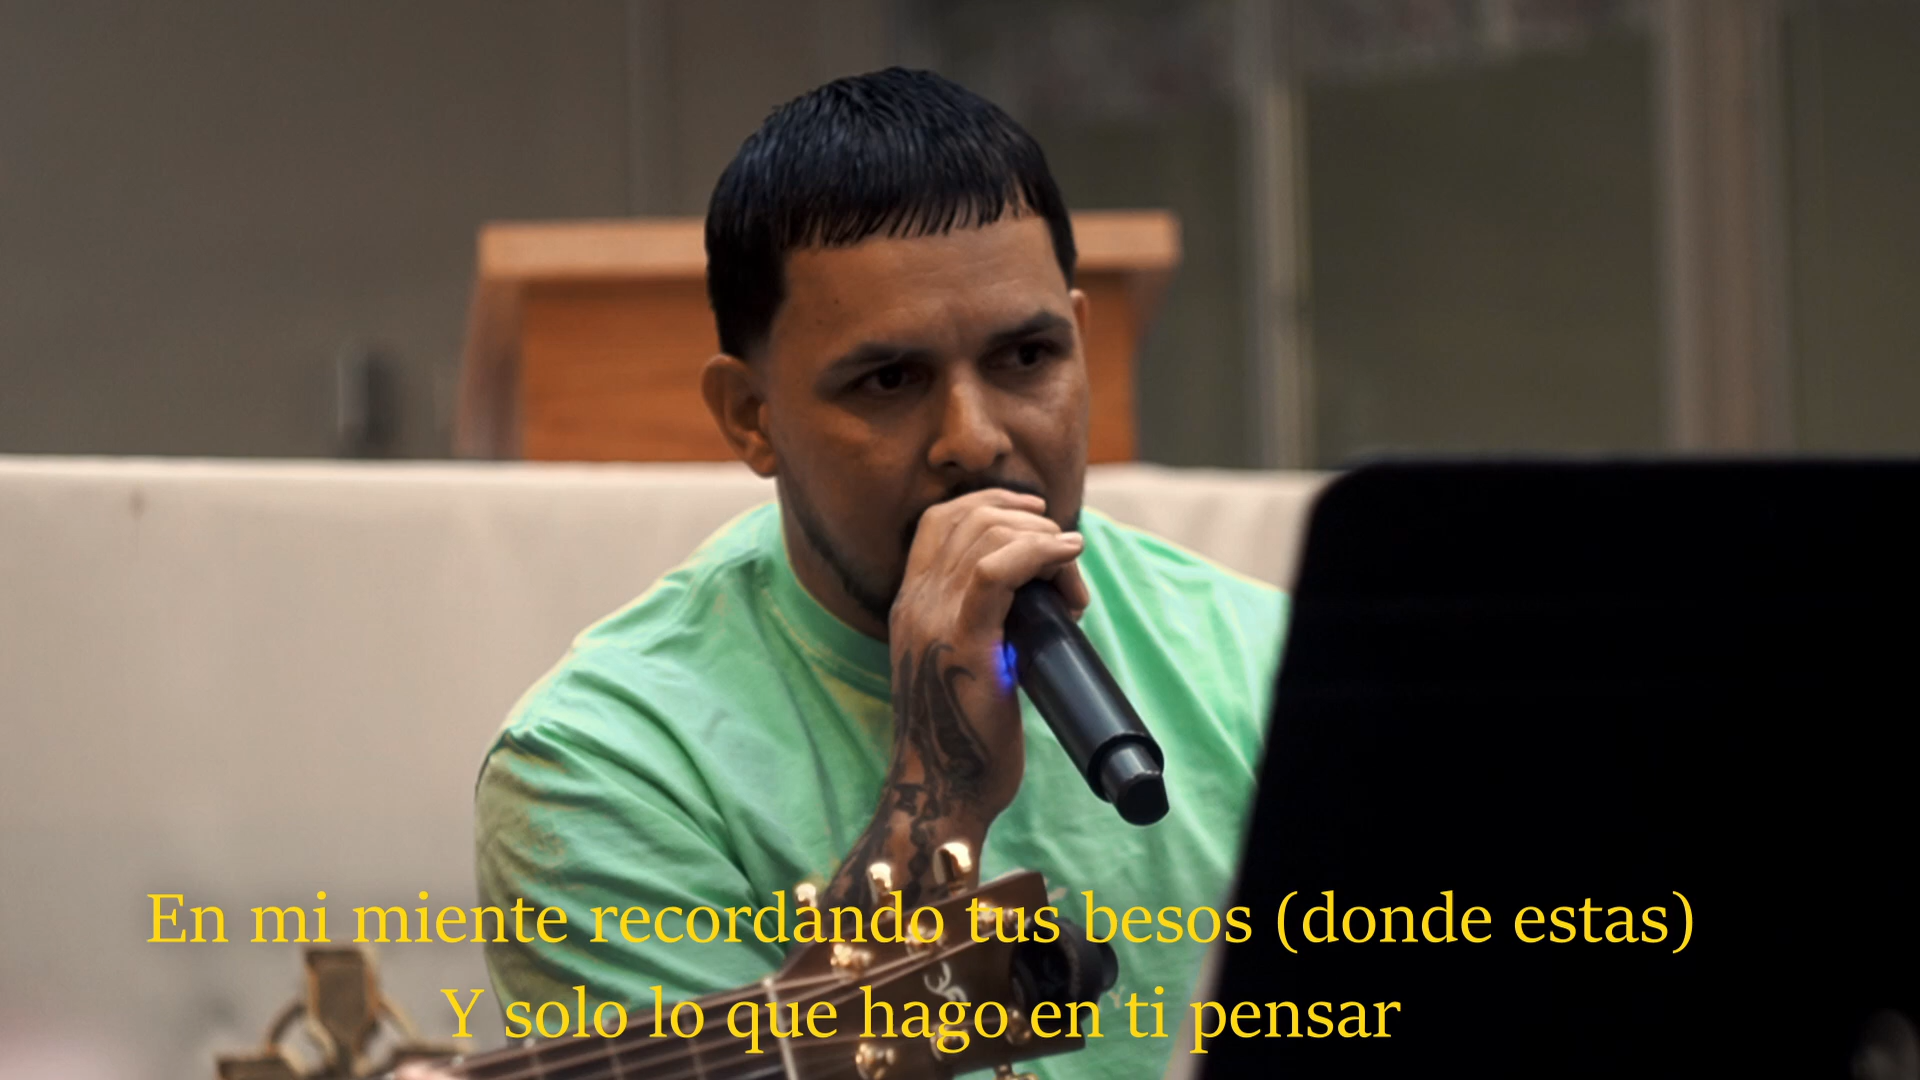 En mi miente recordando tus besos (donde estas)
Y solo lo que hago en ti pensar